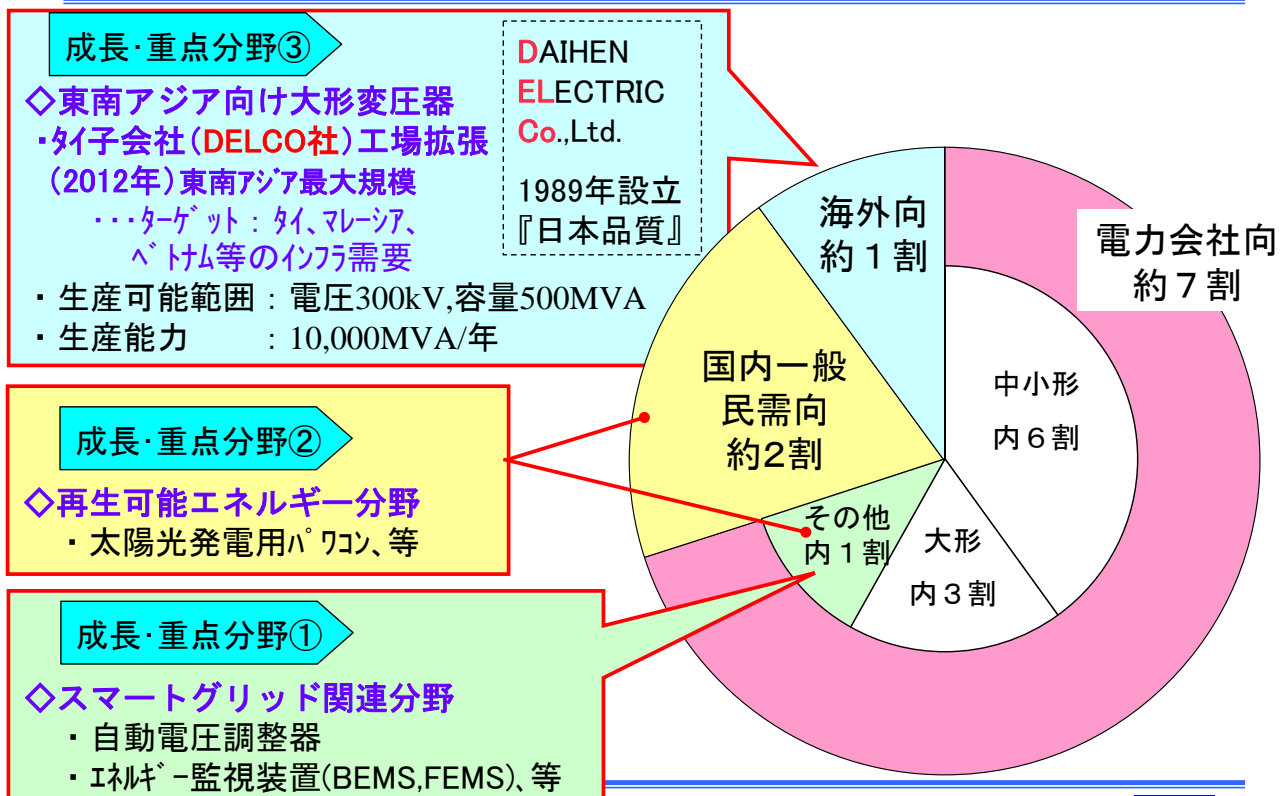 成長・重点分野③
◇東南アジア向け大形変圧器
・ﾀｲ子会社(DELCO社)工場拡張
(2012年)東南ｱｼﾞｱ最大規模
・・・ﾀｰｹﾞｯﾄ：ﾀｲ、ﾏﾚｰｼｱ、
ﾍﾞﾄﾅﾑ等のｲﾝﾌﾗ需要
・生産可能範囲：電圧300kV,容量500MVA
・生産能力　　：10,000MVA/年
DAIHEN
ELECTRIC
Co.,Ltd.
1989年設立
『日本品質』
成長・重点分野②
◇再生可能エネルギー分野
・太陽光発電用ﾊﾟﾜｺﾝ、等
成長・重点分野①
◇スマートグリッド関連分野
・自動電圧調整器
・ｴﾈﾙｷﾞｰ監視装置(BEMS,FEMS)、等
海外向
約１割
電力会社向
約７割
国内一般
民需向
約2割
中小形
内６割
その他
内１割
大形
内３割